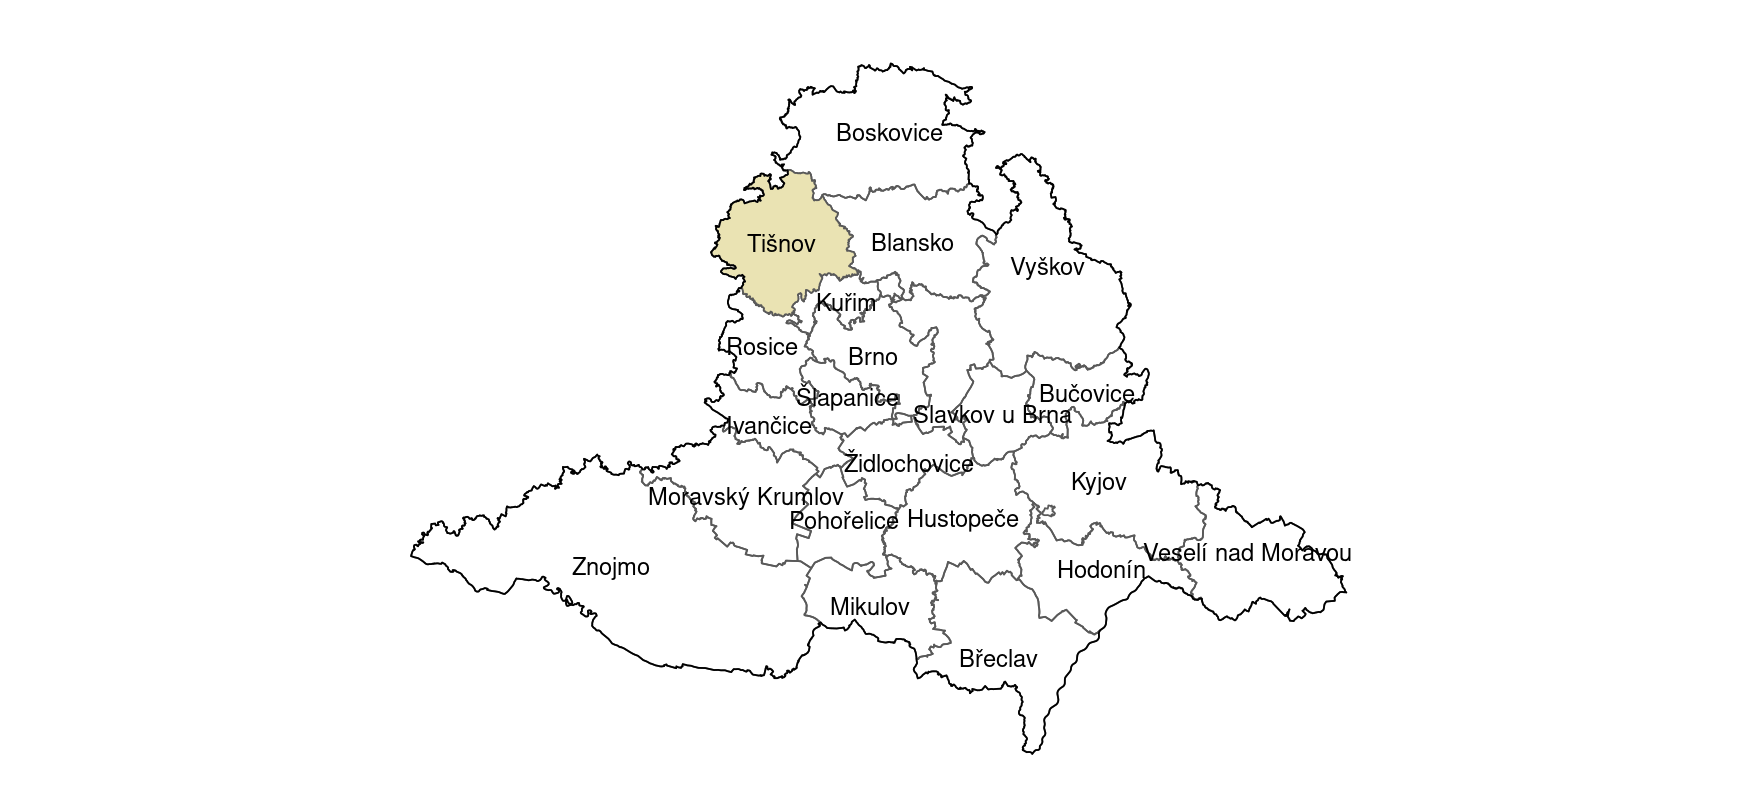 Boskovice
Tišnov
Blansko
Vyškov
Kuřim
Rosice
Brno
Šlapanice
Bučovice
Slavkov u Brna
Ivančice
Židlochovice
Kyjov
Moravský Krumlov
Pohořelice
Hustopeče
Veselí nad Moravou
Znojmo
Hodonín
Mikulov
Břeclav